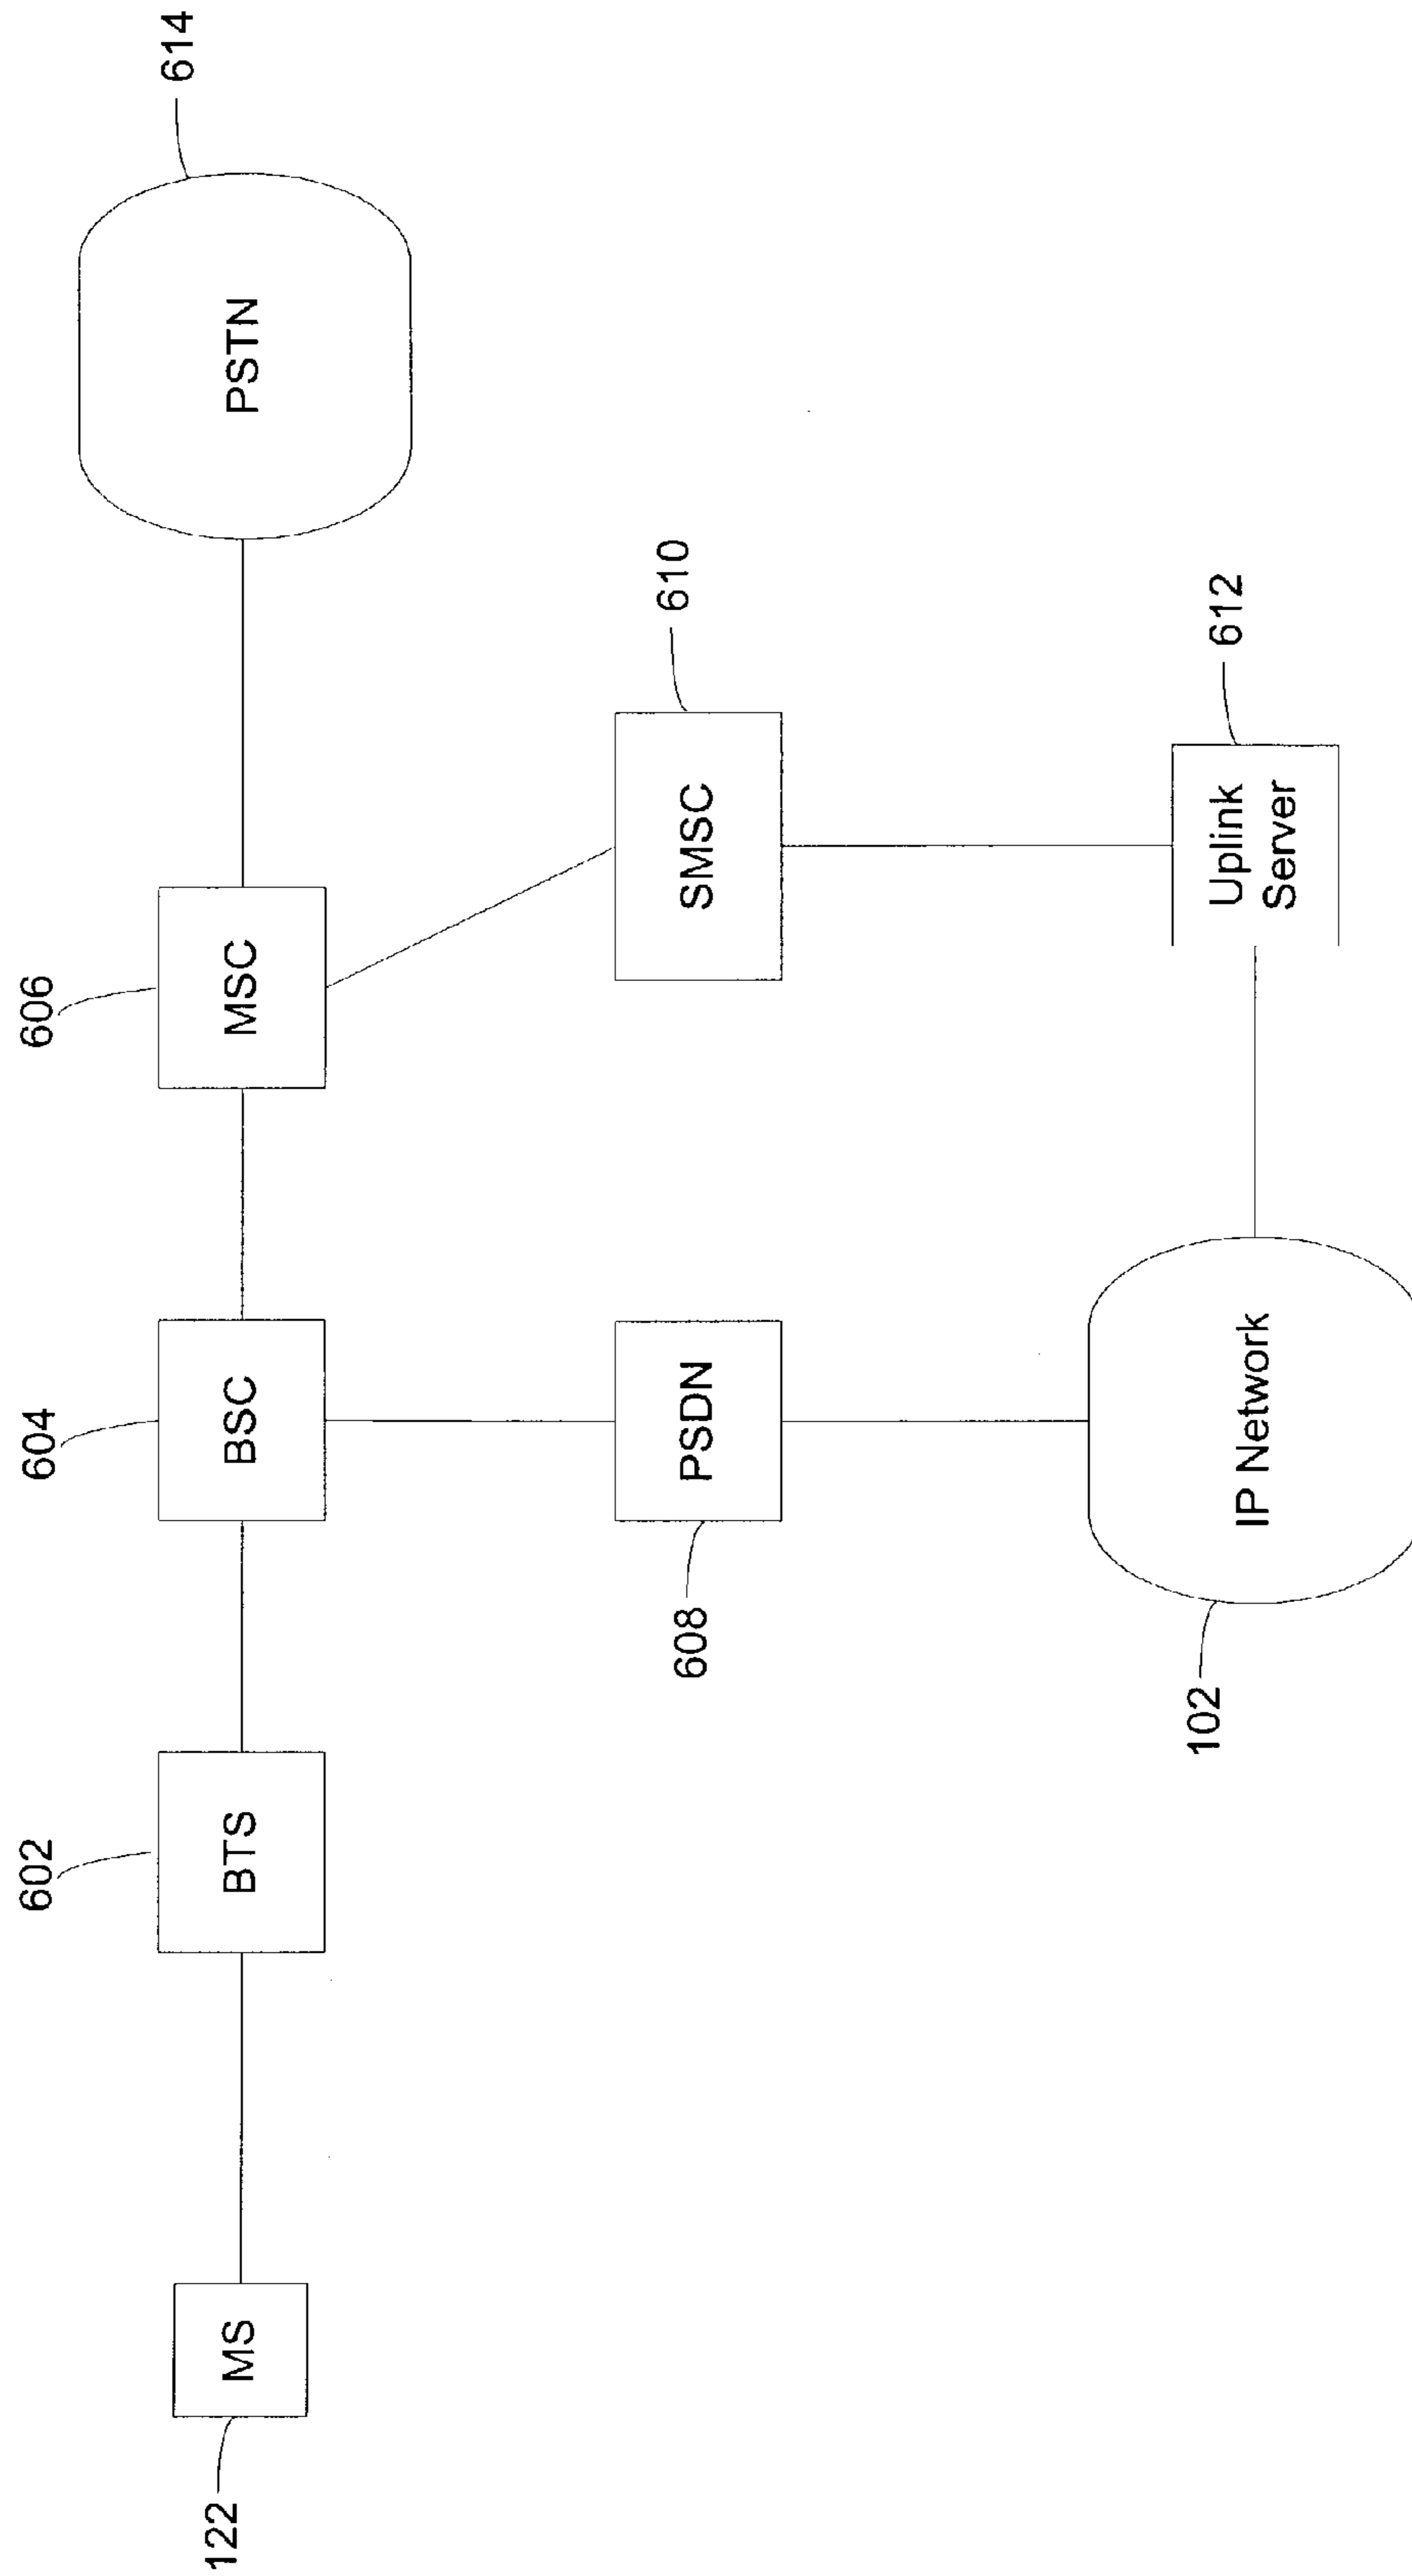 602
604
606
614
MS
BTS
BSC
MSC
PSTN
122
PSDN
SMSC
610
608
612
IP Network
Uplink
Server
102